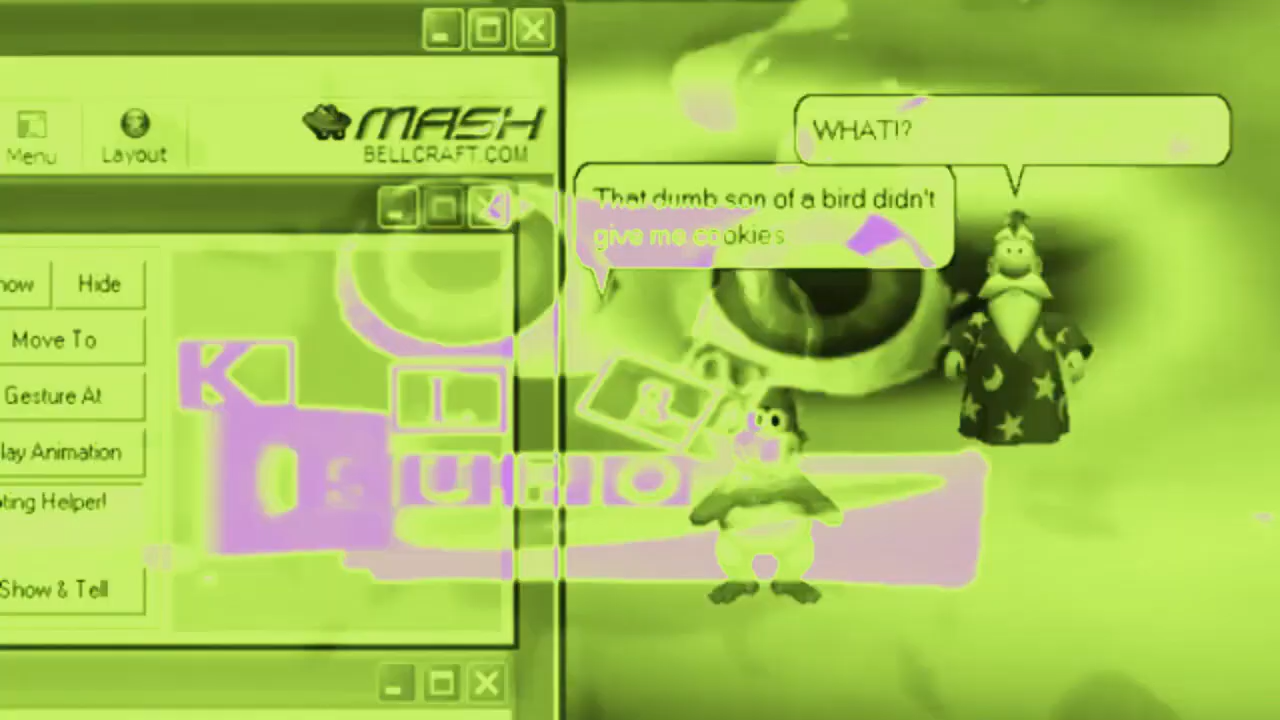 Menu
Layout
MASH
BELLCRAFT.COM
WHAT!?
That dumb son of a bird didn't
give me cookies
Hide
Move To
Gesture At
lay Animation
ting Helper!
Show & Tell
K L &